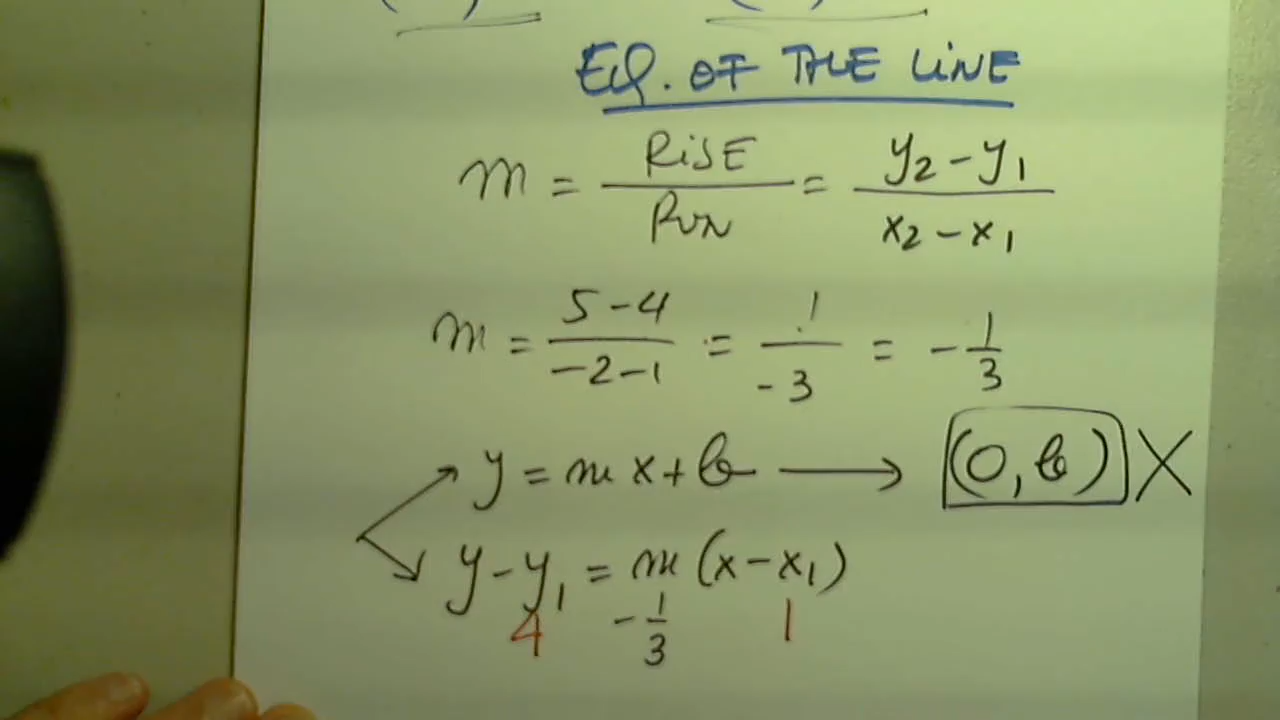 EQ. OF THE LINE
m = RISE / RUN = y₂ - y₁ / x₂ - x₁
m = 5 - 4 / -2 - 1 = 1 / -3 = - 1/3
y = mx + b → (0, b) X
y - y₁ = m (x - x₁)
4 - 1/3 1